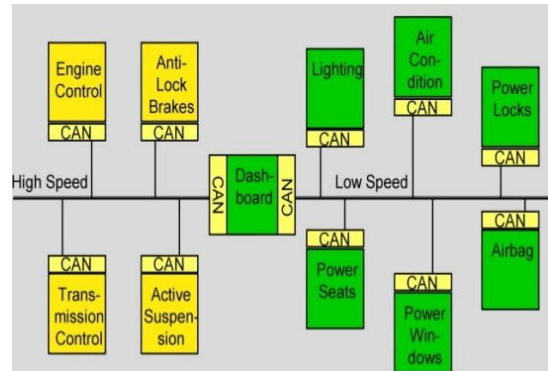 Engine
Control
CAN
Anti-
Lock
Brakes
CAN
Lighting
CAN
Air
Con-
dition
CAN
Power
Locks
CAN
High Speed
CAN
Dash-
board
CAN
Low Speed
CAN
Trans-
mission
Control
CAN
Active
Suspen-
sion
CAN
Power
Seats
CAN
Power
Win-
dows
CAN
Airbag